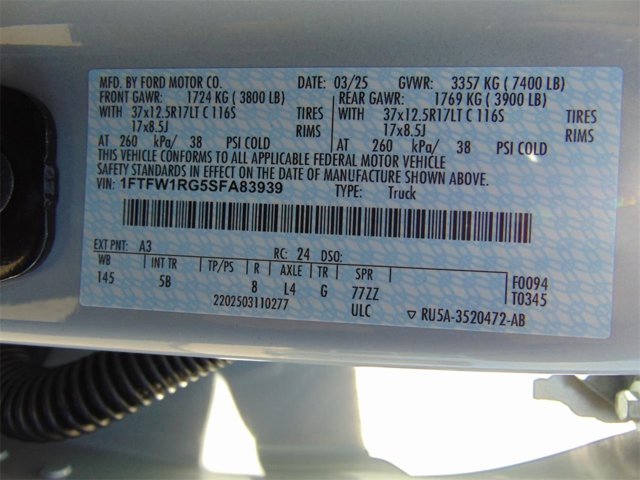 MFD. BY FORD MOTOR CO. DATE: 03/25 GVWR: 3357 KG ( 7400 LB)
FRONT GAWR: 1724 KG ( 3800 LB) REAR GAWR: 1769 KG ( 3900 LB)
WITH 37x12.5R17LT C 116S TIRES WITH 37x12.5R17LT C 116S TIRES
17x8.5J RIMS 17x8.5J RIMS
AT 260 kPa/ 38 PSI COLD AT 260 kPa/ 38 PSI COLD
THIS VEHICLE CONFORMS TO ALL APPLICABLE FEDERAL MOTOR VEHICLE
SAFETY STANDARDS IN EFFECT ON THE DATE OF MANUFACTURE SHOWN ABOVE.
VIN: 1FTFW1RG5SFA83939 TYPE: Truck
EXT PNT: A3 RC: 24 DSO:
WB INT TR TP/PS R AXLE TR SPR
145 5B 8 L4 G 77ZZ
F0094
T0345
2202503110277 ULC
▽ RU5A-3520472-AB